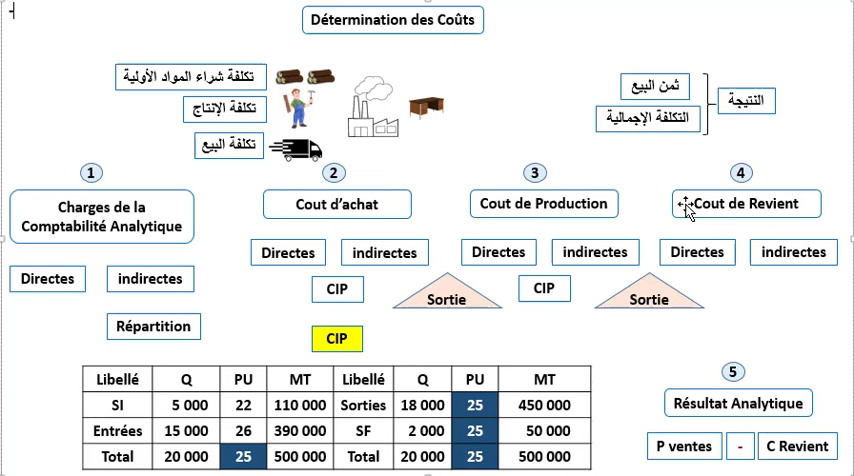 Détermination des Coûts
تكلفة شراء المواد الأولية
تكلفة الإنتاج
تكلفة البيع
ثمن البيع
التكلفة الإجمالية
النتيجة
1
2
3
4
Charges de la
Comptabilité Analytique
Cout d’achat
Cout de Production
Cout de Revient
Directes indirectes
Directes indirectes
Directes indirectes
Directes indirectes
Répartition
CIP
Sortie
CIP
Sortie
CIP
Libellé Q PU MT Libellé Q PU MT
SI 5 000 22 110 000 Sorties 18 000 25 450 000
Entrées 15 000 26 390 000 SF 2 000 25 50 000
Total 20 000 25 500 000 Total 20 000 25 500 000
5
Résultat Analytique
P ventes - C Revient